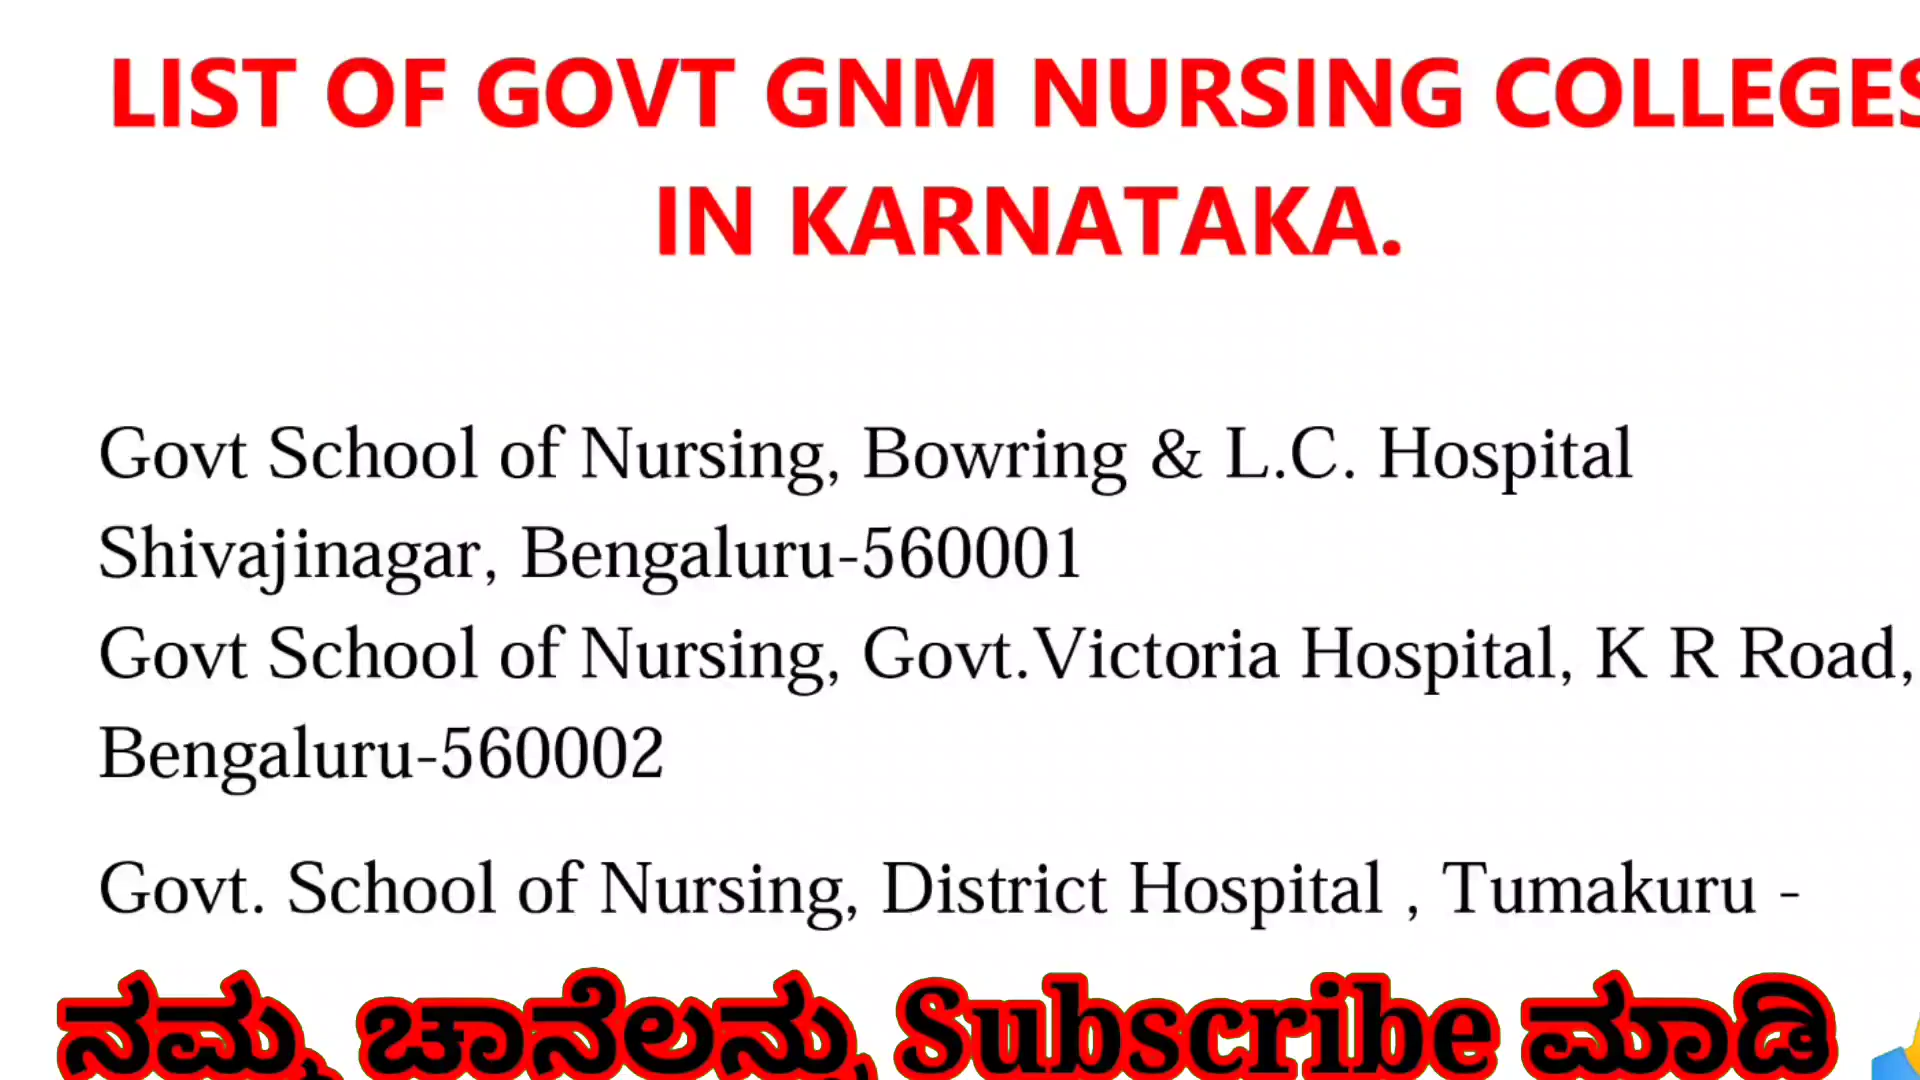 LIST OF GOVT GNM NURSING COLLEGES
IN KARNATAKA.
Govt School of Nursing, Bowring & L.C. Hospital
Shivajinagar, Bengaluru-560001
Govt School of Nursing, Govt.Victoria Hospital, K R Road,
Bengaluru-560002
Govt. School of Nursing, District Hospital , Tumakuru -
ನಮ್ಮ ಚಾನೆಲನ್ನು Subscribe ಮಾಡಿ